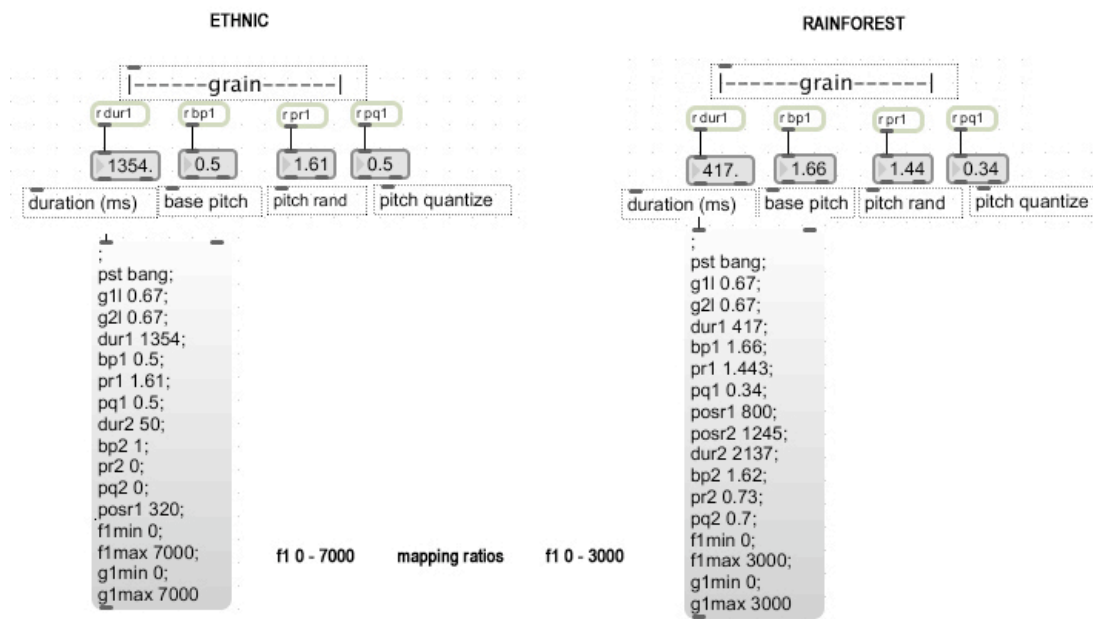 ETHNIC
|-------grain-------|
r dur1 r bp1 r pr1 r pq1
1354. 0.5 1.61 0.5
duration (ms) base pitch pitch rand pitch quantize
;
pst bang;
g1l 0.67;
g2l 0.67;
dur1 1354;
bp1 0.5;
pr1 1.61;
pq1 0.5;
dur2 50;
bp2 1;
pr2 0;
pq2 0;
posr1 320;
f1min 0;
f1max 7000;
g1min 0;
g1max 7000
f1 0 - 7000 mapping ratios f1 0 - 3000
RAINFOREST
|-------grain-------|
r dur1 r bp1 r pr1 r pq1
417. 1.66 1.44 0.34
duration (ms) base pitch pitch rand pitch quantize
;
pst bang;
g1l 0.67;
g2l 0.67;
dur1 417;
bp1 1.66;
pr1 1.443;
pq1 0.34;
posr1 800;
posr2 1245;
dur2 2137;
bp2 1.62;
pr2 0.73;
pq2 0.7;
f1min 0;
f1max 3000;
g1min 0;
g1max 3000